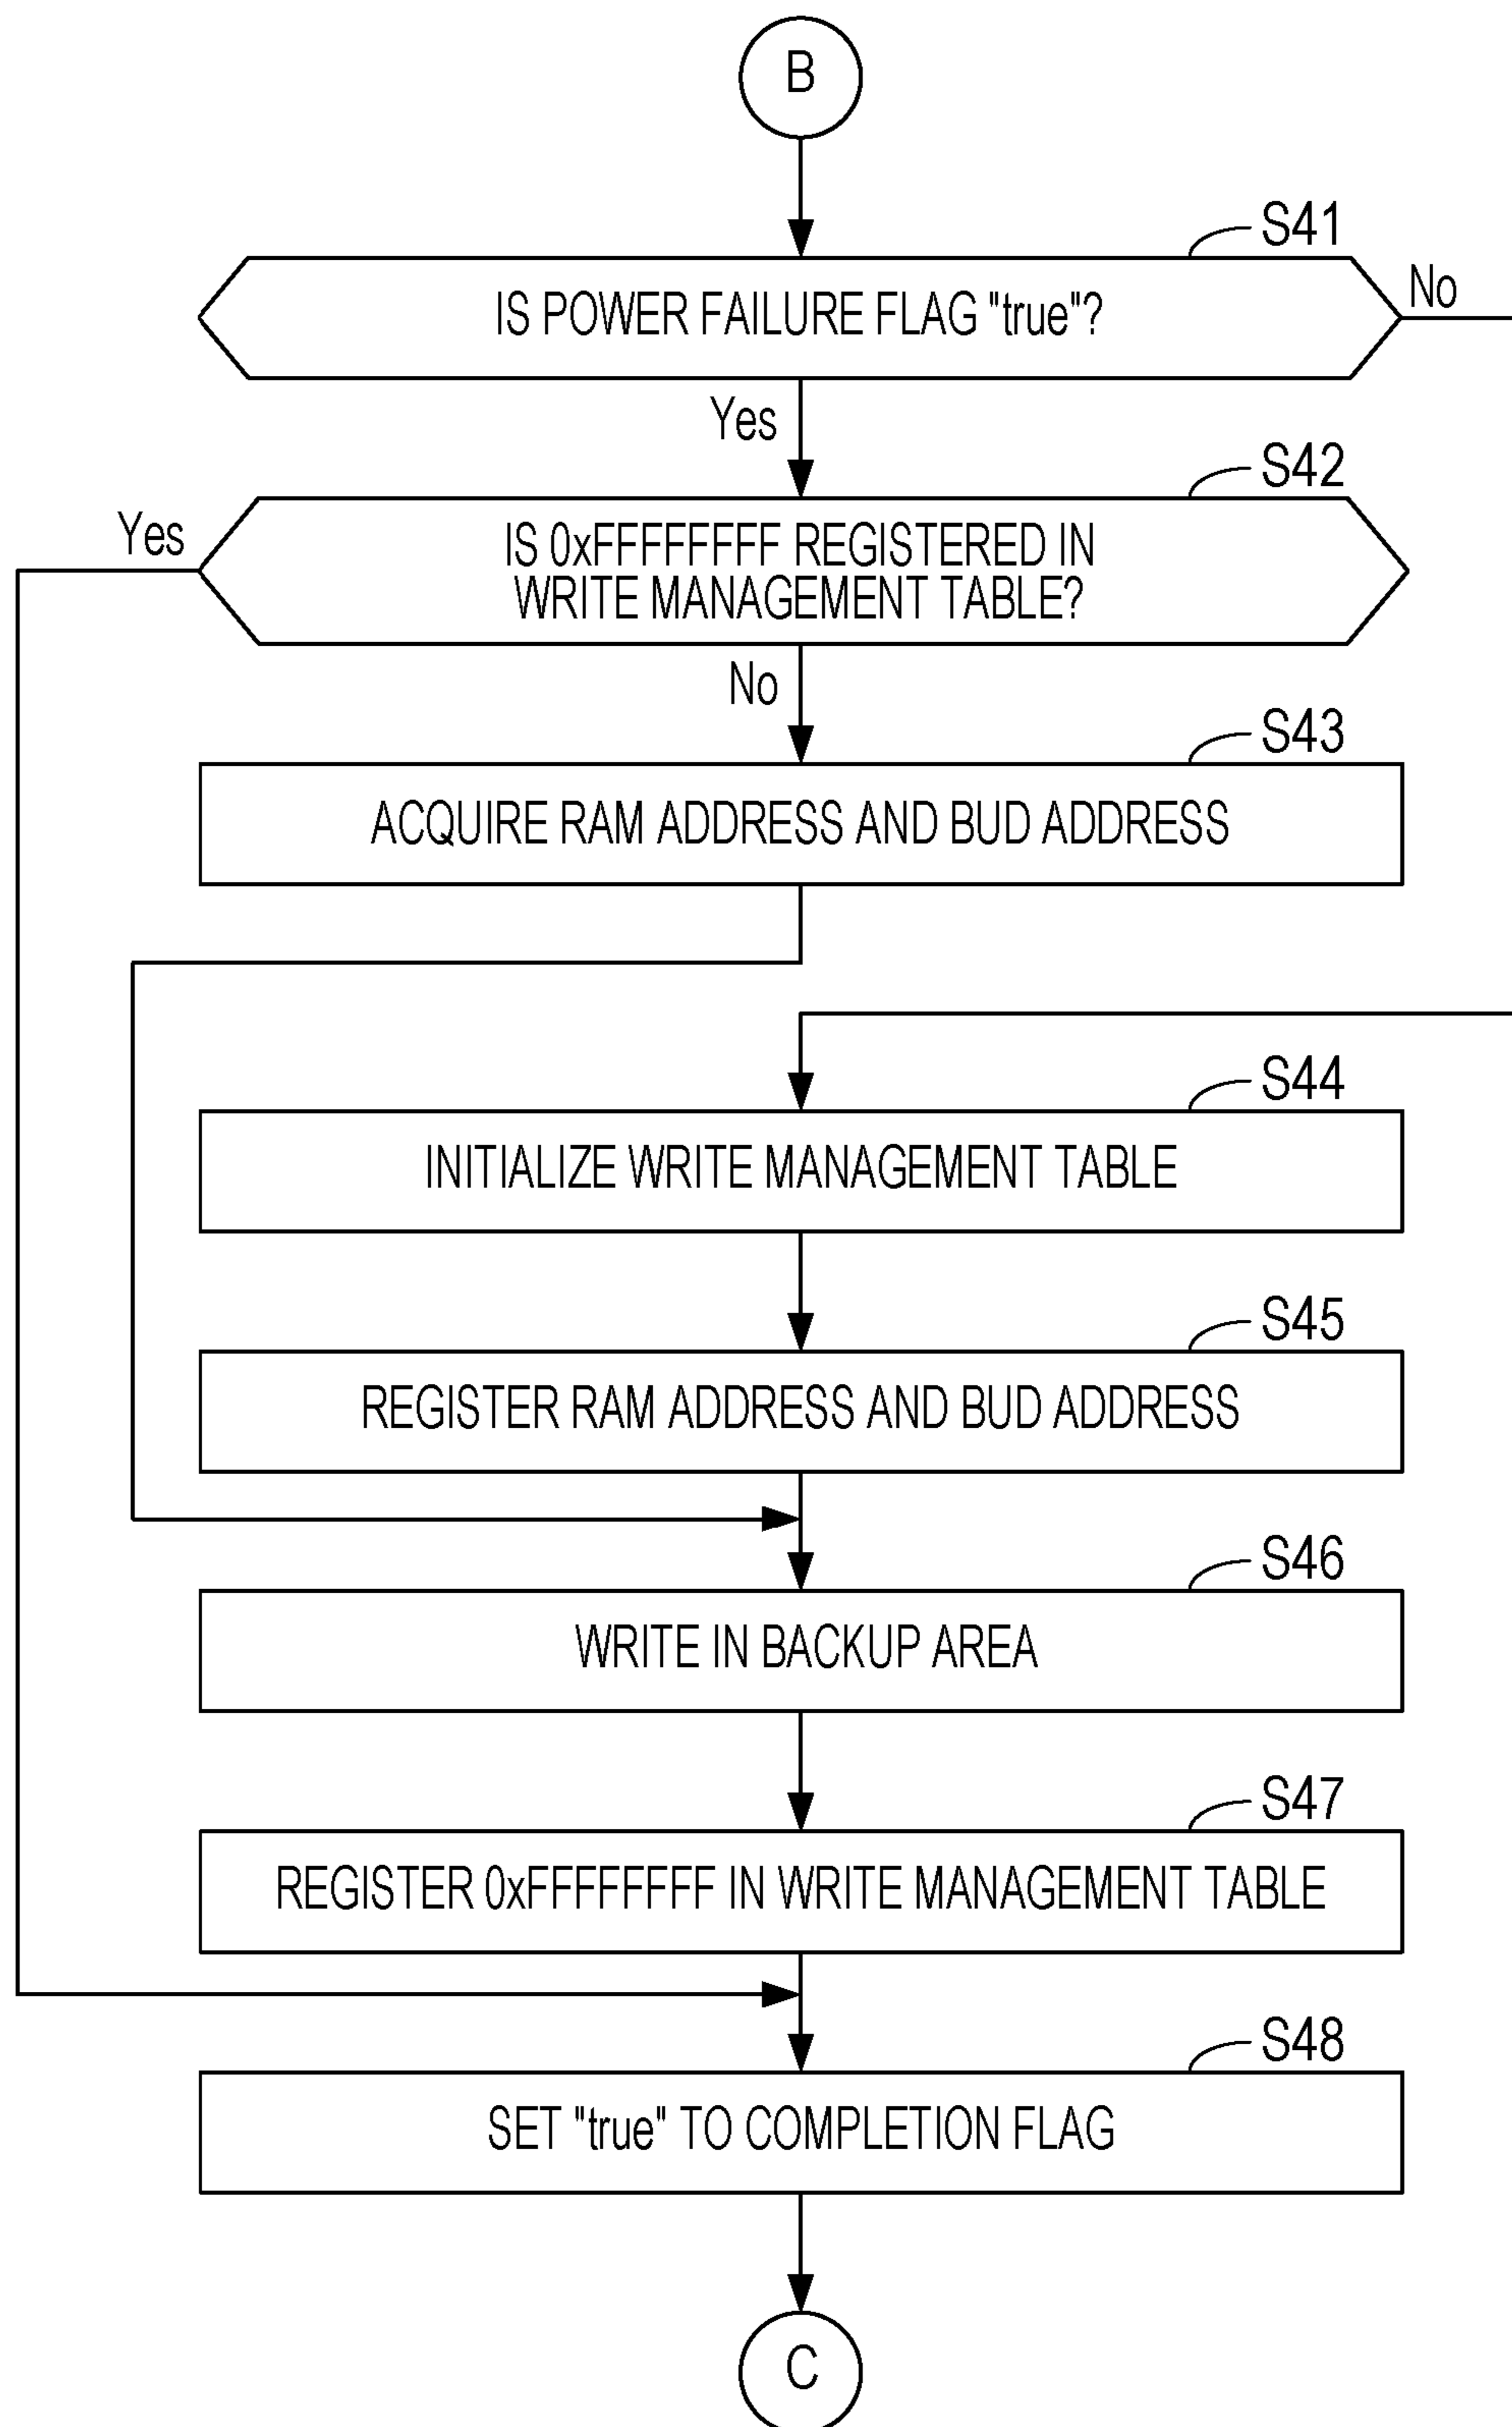 B
S41
IS POWER FAILURE FLAG "true"?
No
Yes
S42
Yes
IS 0xFFFFFFFF REGISTERED IN
WRITE MANAGEMENT TABLE?
No
S43
ACQUIRE RAM ADDRESS AND BUD ADDRESS
S44
INITIALIZE WRITE MANAGEMENT TABLE
S45
REGISTER RAM ADDRESS AND BUD ADDRESS
S46
WRITE IN BACKUP AREA
S47
REGISTER 0xFFFFFFFF IN WRITE MANAGEMENT TABLE
S48
SET "true" TO COMPLETION FLAG
C